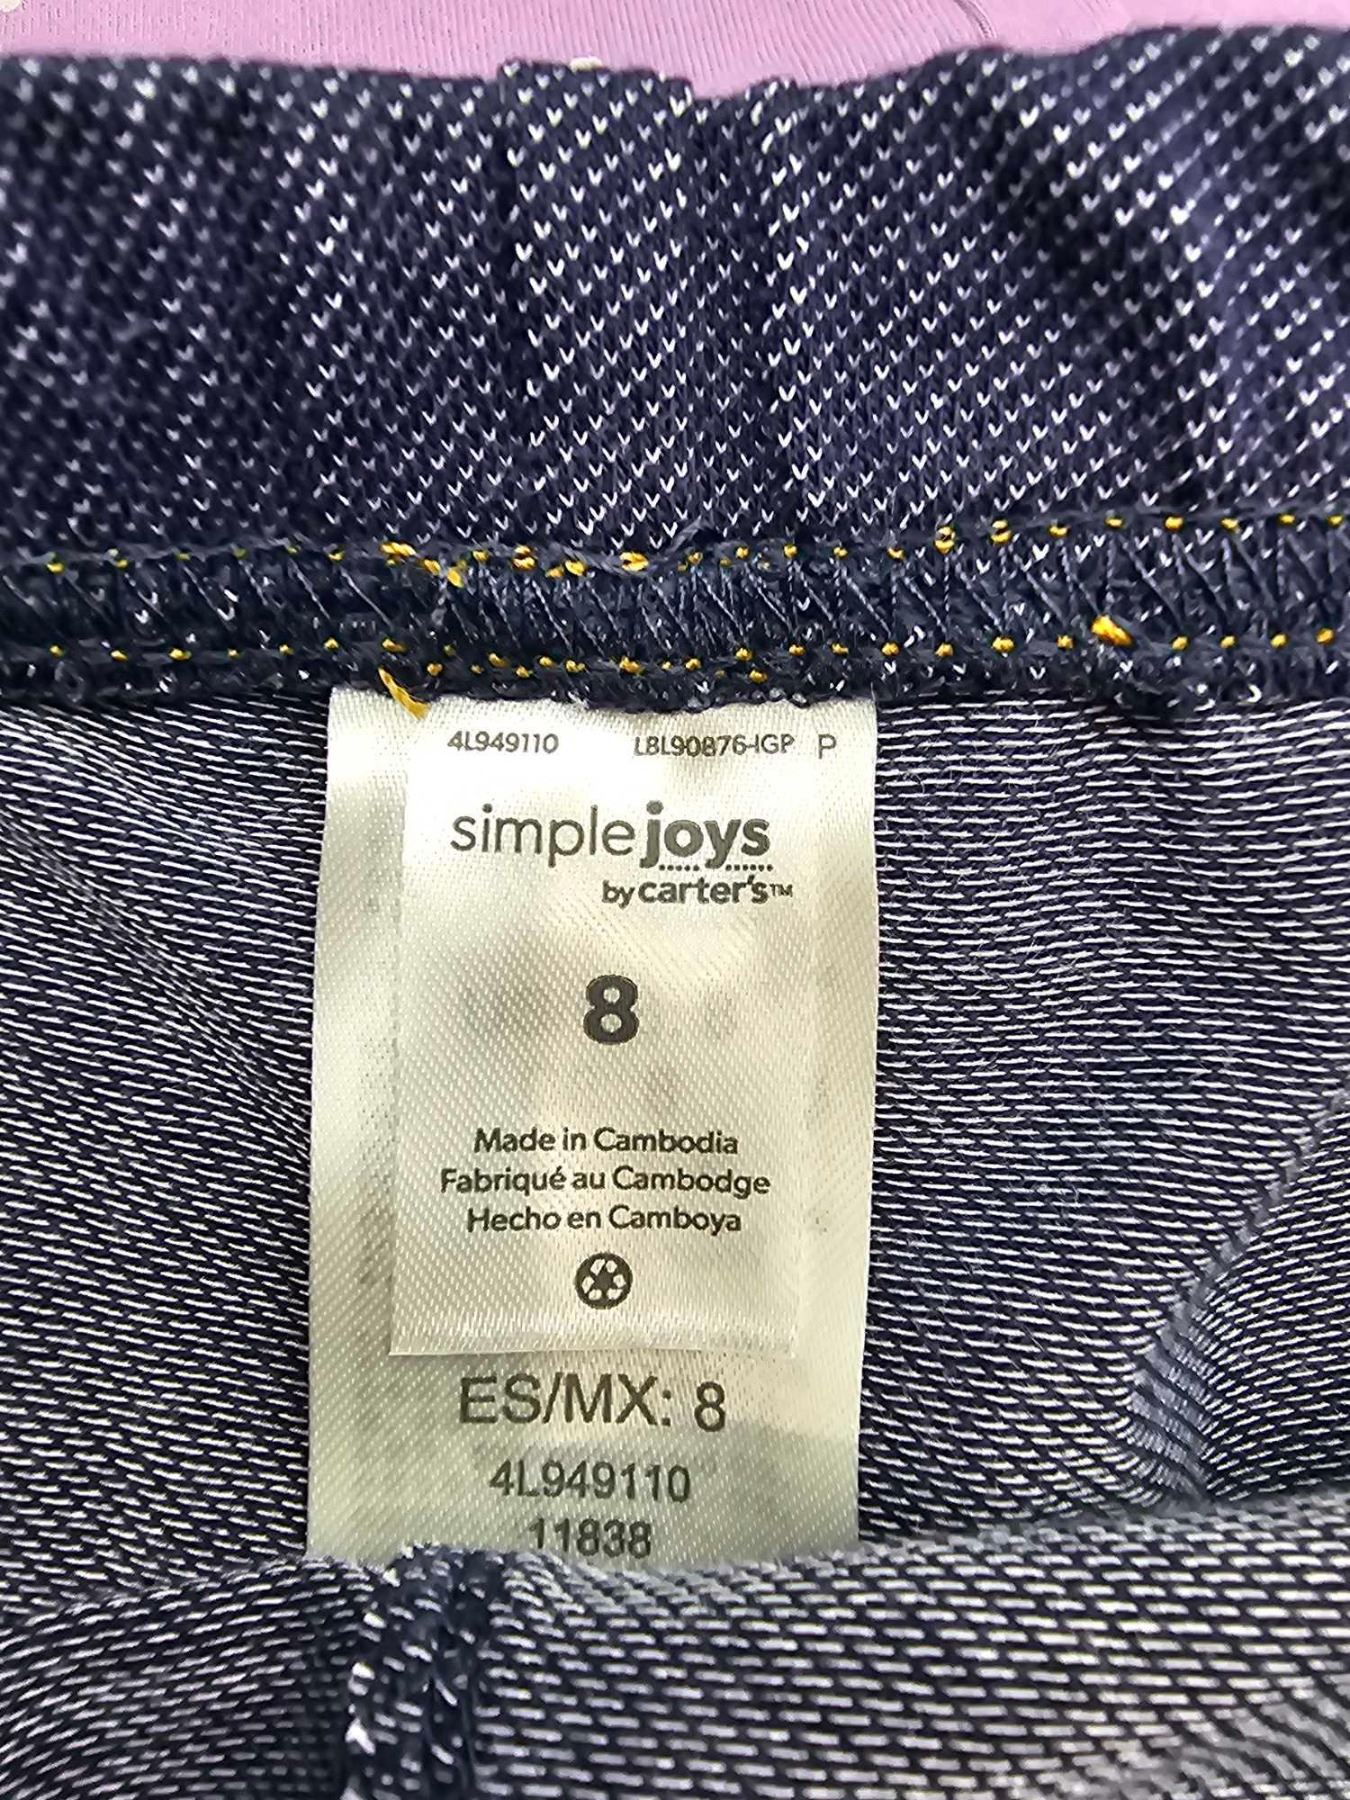 4L949110 LBL90876-IGP P
simple joys
by carter's™
8
Made in Cambodia
Fabriqué au Cambodge
Hecho en Camboya
ES/MX: 8
4L949110
11838